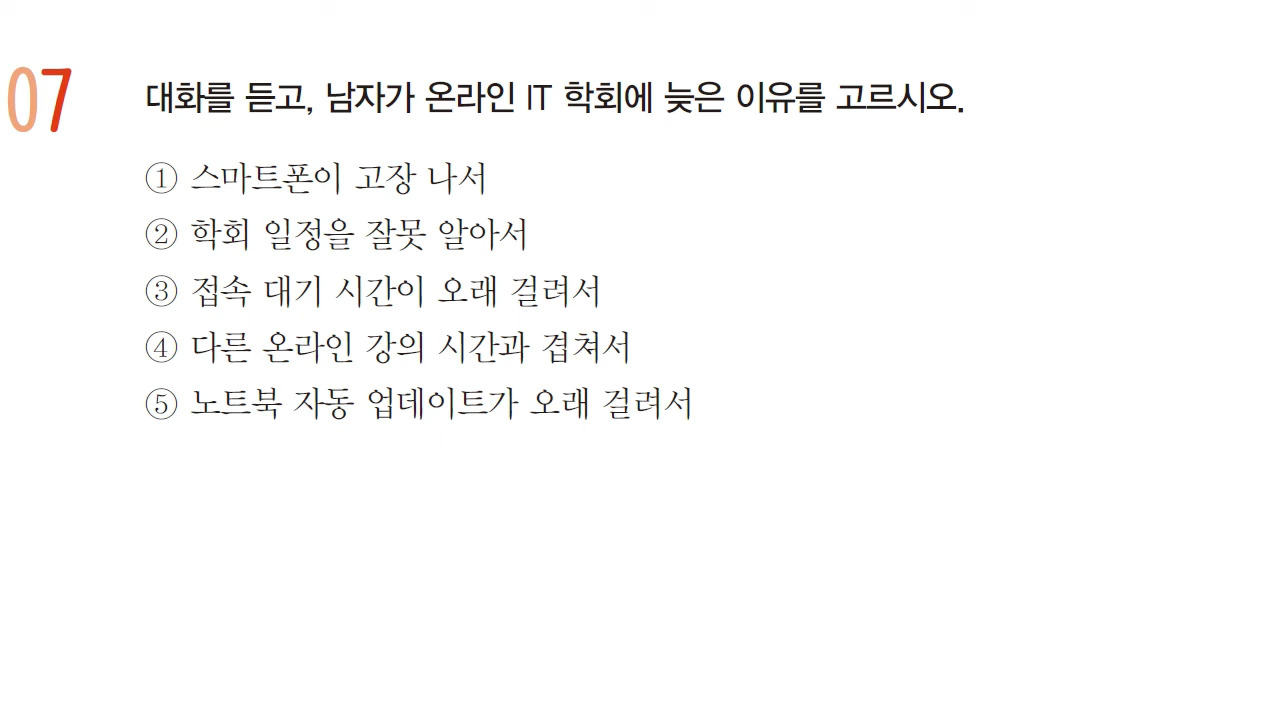 07 대화를 듣고, 남자가 온라인 IT 학회에 늦은 이유를 고르시오.
① 스마트폰이 고장 나서
② 학회 일정을 잘못 알아서
③ 접속 대기 시간이 오래 걸려서
④ 다른 온라인 강의 시간과 겹쳐서
⑤ 노트북 자동 업데이트가 오래 걸려서